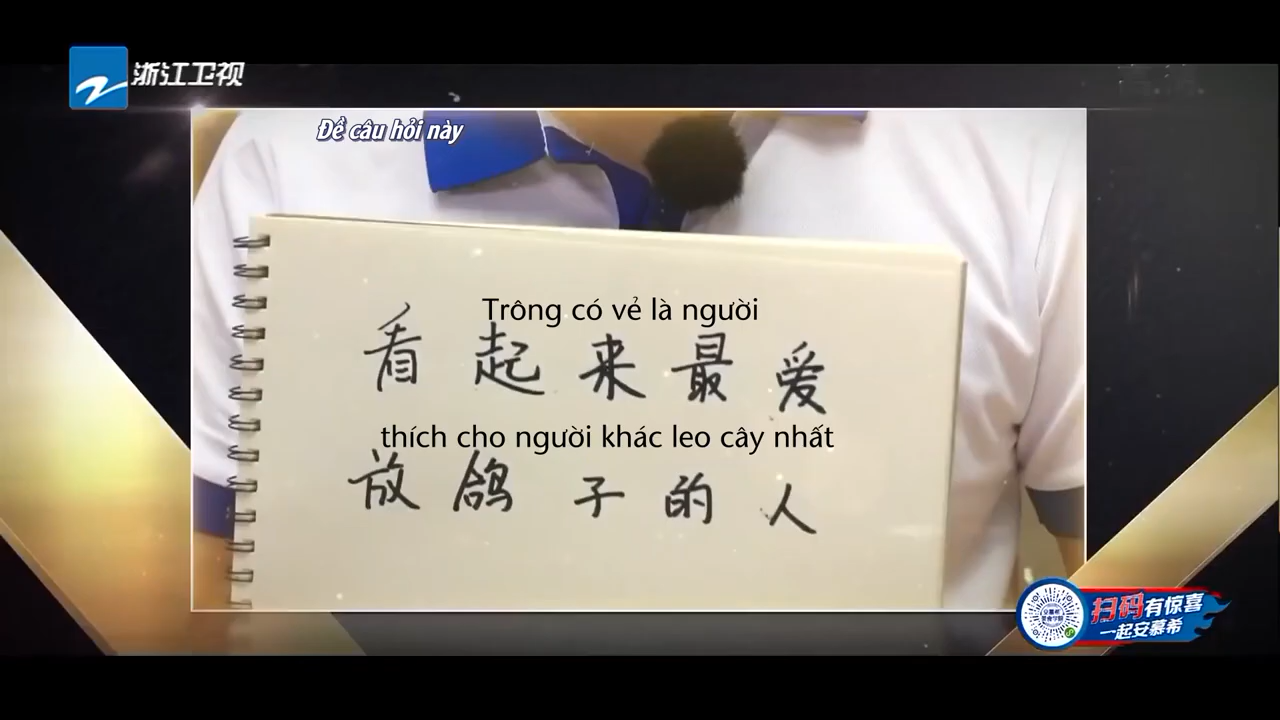 浙江卫视
Đề câu hỏi này
Trông có vẻ là người
看起来最爱
thích cho người khác leo cây nhất
放鸽子的人
扫码有惊喜
一起安慕希